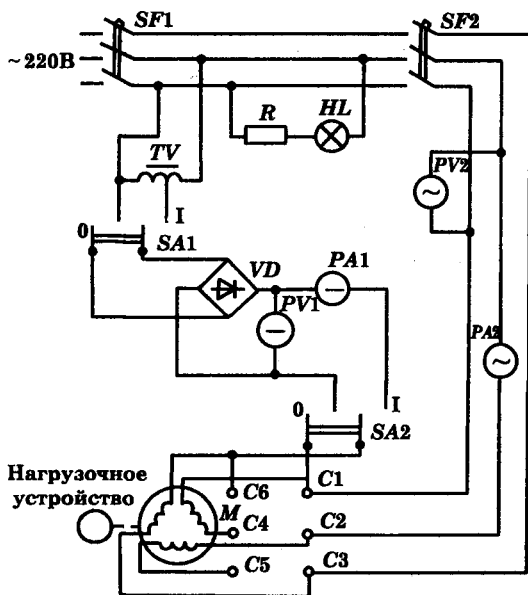 SF1
SF2
~220В
R
HL
TV
PV2
I
0
SA1
VD
PA1
PV1
PA2
0
I
SA2
Нагрузочное
устройство
C6
C1
M
C4
C2
C5
C3